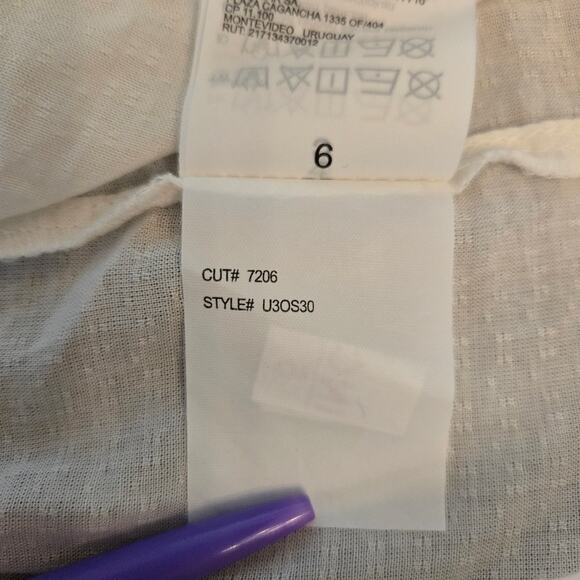 PLAZA CAGANCHA 1335 OF/404
CP 11.100
MONTEVIDEO URUGUAY
RUT: 217134370012
6
CUT# 7206
STYLE# U3OS30